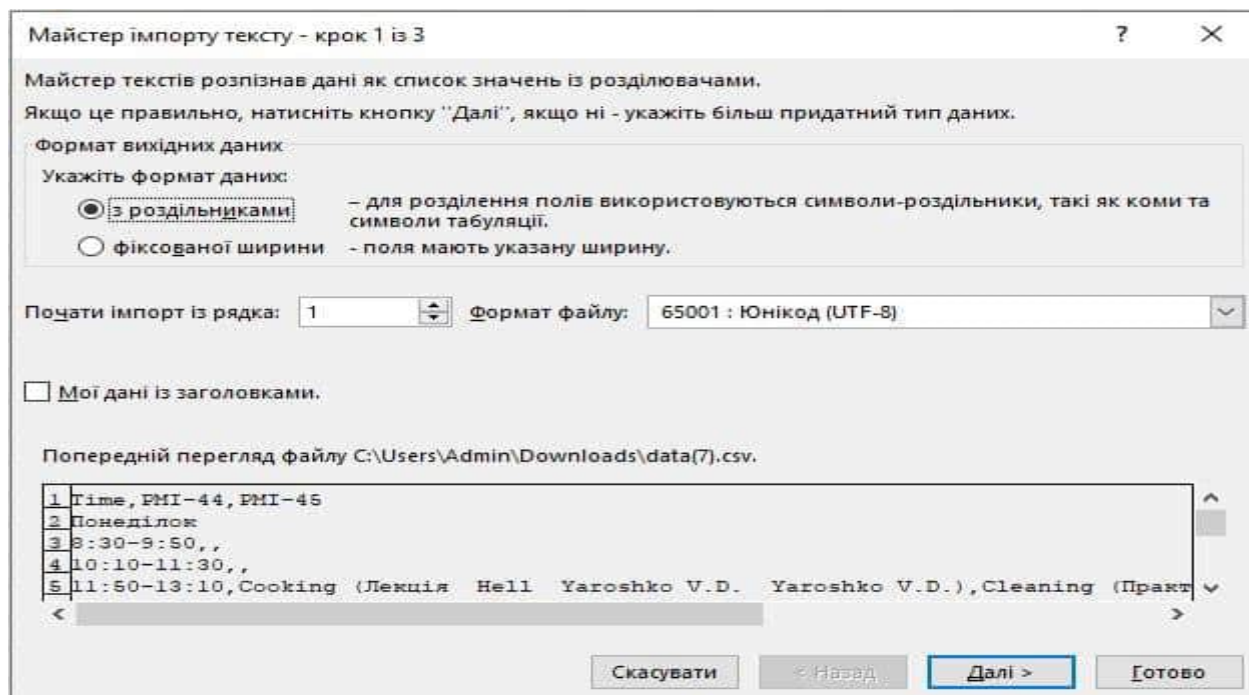 Майстер імпорту тексту - крок 1 із 3 ?
Майстер текстів розпізнав дані як список значень із розділювачами.
Якщо це правильно, натисніть кнопку "Далі", якщо ні - укажіть більш придатний тип даних.
Формат вихідних даних
Укажіть формат даних:
з роздільниками – для розділення полів використовуються символи-роздільники, такі як коми та
символи табуляції.
фіксованої ширини - поля мають указану ширину.
Почати імпорт із рядка: 1 Формат файлу: 65001 : Юнікод (UTF-8)
Мої дані із заголовками.
Попередній перегляд файлу C:\Users\Admin\Downloads\data(7).csv.
1 Time,PMI-44,PMI-45
2 Понеділок
3 8:30-9:50,,
4 10:10-11:30,,
5 11:50-13:10,Cooking (Лекція Hell Yaroshko V.D. Yaroshko V.D.),Cleaning (Практ
Скасувати < Назад Далі > Готово